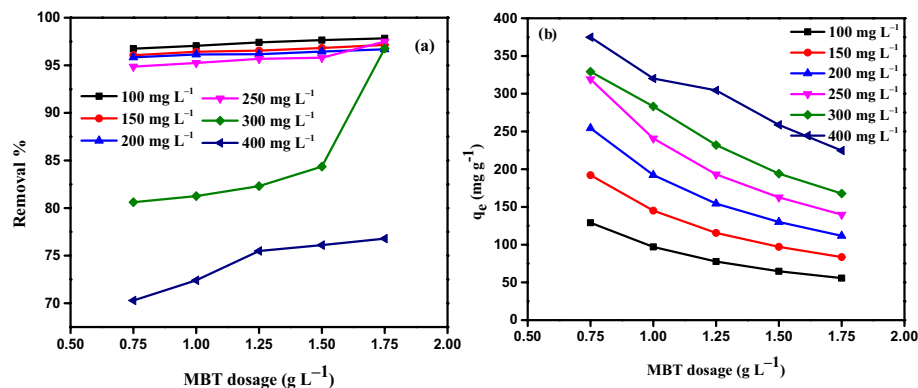 100
(a)
95
90
85
80
75
70
Removal %
100 mg L⁻¹
150 mg L⁻¹
200 mg L⁻¹
250 mg L⁻¹
300 mg L⁻¹
400 mg L⁻¹
0.50 0.75 1.00 1.25 1.50 1.75 2.00
MBT dosage (g L⁻¹)
400
(b)
350
300
250
200
150
100
50
0
qₑ (mg g⁻¹)
100 mg L⁻¹
150 mg L⁻¹
200 mg L⁻¹
250 mg L⁻¹
300 mg L⁻¹
400 mg L⁻¹
0.50 0.75 1.00 1.25 1.50 1.75 2.00
MBT dosage (g L⁻¹)